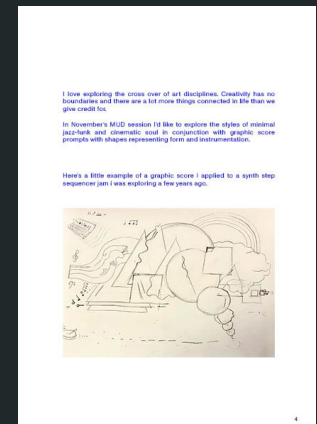 I love exploring the cross over of art disciplines. Creativity has no
boundaries and there are a lot more things connected in life than we
give credit for.
In November's MUD session I'd like to explore the styles of minimal
jazz-funk and cinematic soul in conjunction with graphic score
prompts with shapes representing form and instrumentation.
Here's a little example of a graphic score I applied to a synth step
sequencer jam I was exploring a few years ago.
4